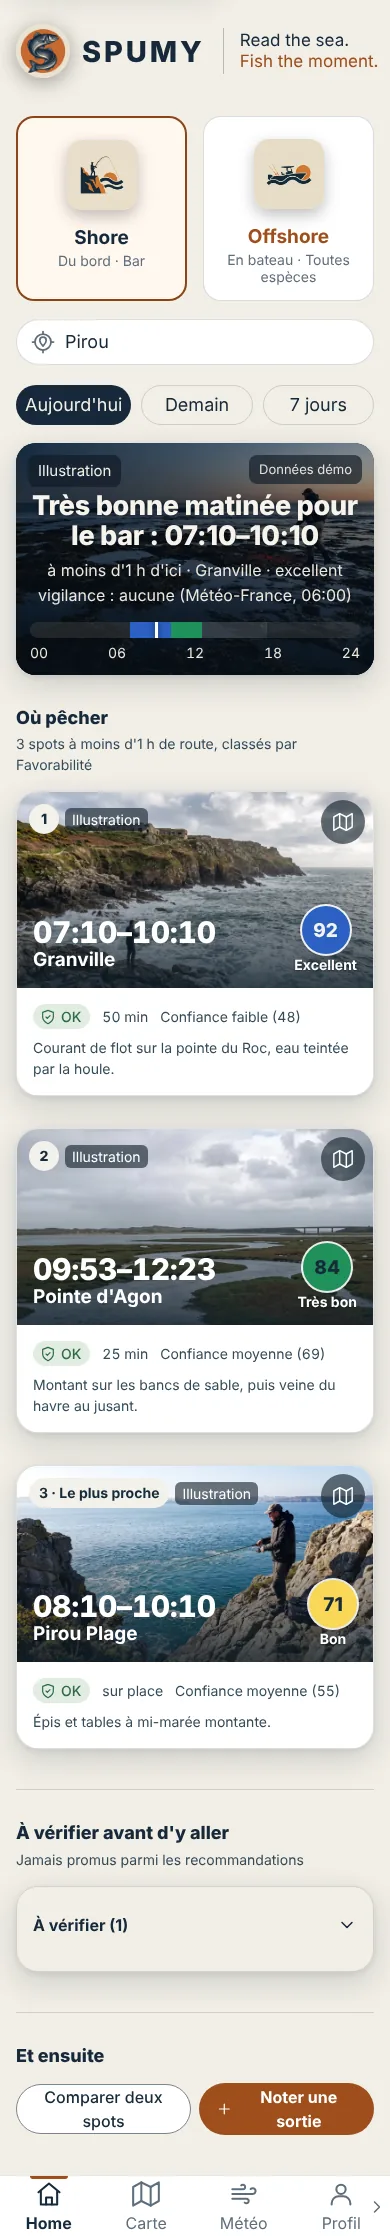 SPUMY
Read the sea.
Fish the moment.
Shore
Du bord · Bar
Offshore
En bateau · Toutes
espèces
Pirou
Aujourd'hui
Demain
7 jours
Illustration
Données démo
Très bonne matinée pour
le bar : 07:10–10:10
à moins d'1 h d'ici · Granville · excellent
vigilance : aucune (Météo-France, 06:00)
00 06 12 18 24
Où pêcher
3 spots à moins d'1 h de route, classés par
Favorabilité
1 Illustration
07:10–10:10
Granville
92
Excellent
OK 50 min Confiance faible (48)
Courant de flot sur la pointe du Roc, eau teintée
par la houle.
2 Illustration
09:53–12:23
Pointe d'Agon
84
Très bon
OK 25 min Confiance moyenne (69)
Montant sur les bancs de sable, puis veine du
havre au jusant.
3 · Le plus proche Illustration
08:10–10:10
Pirou Plage
71
Bon
OK sur place Confiance moyenne (55)
Épis et tables à mi-marée montante.
À vérifier avant d'y aller
Jamais promus parmi les recommandations
À vérifier (1)
Et ensuite
Comparer deux
spots
+ Noter une
sortie
Home Carte Météo Profil